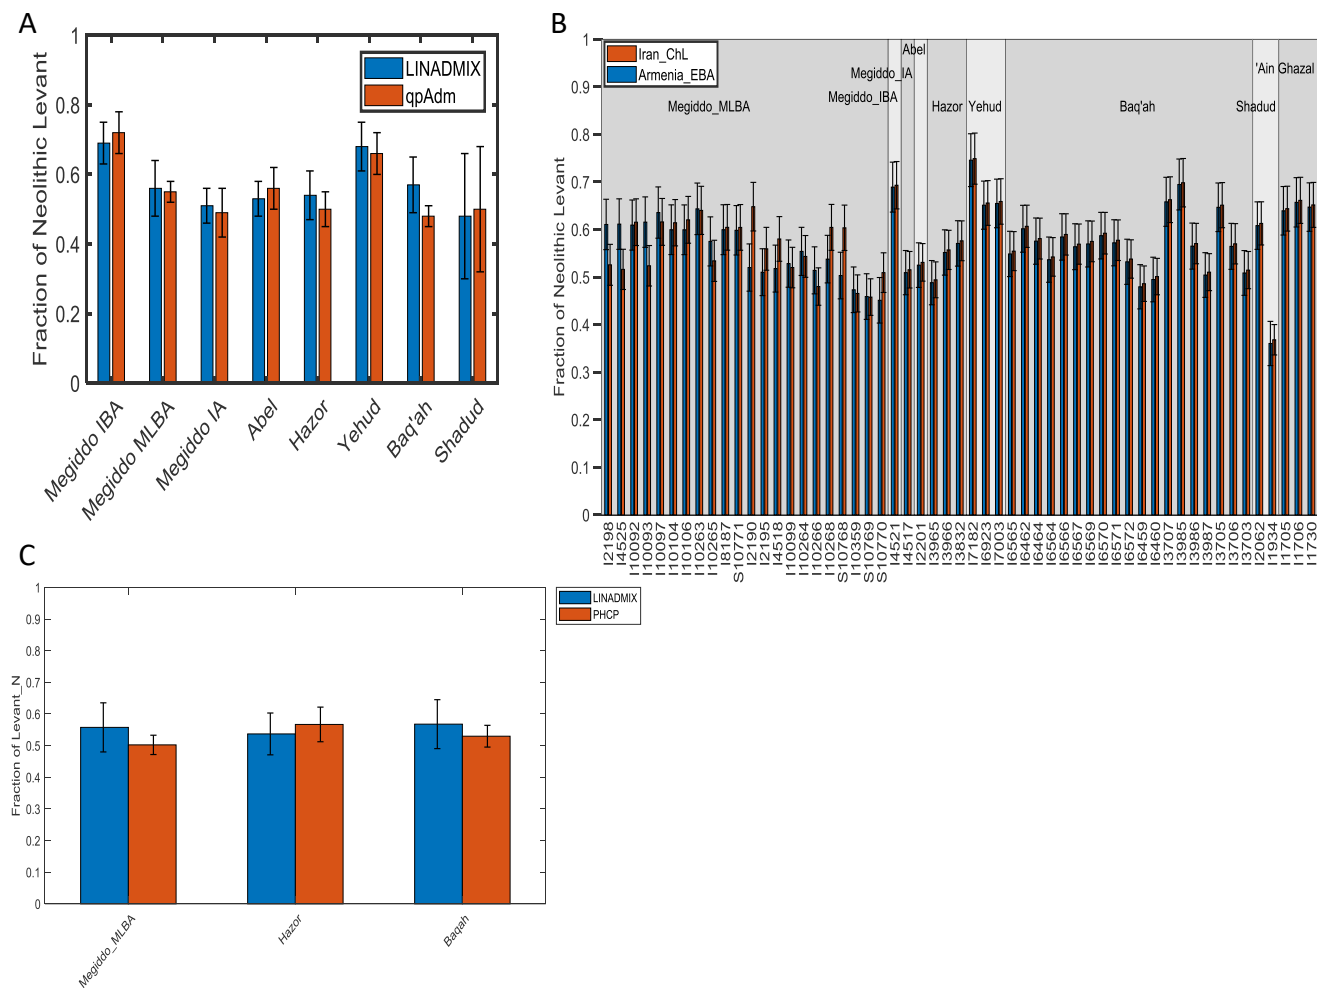 A
1
0.8
0.6
0.4
0.2
0
Fraction of Neolithic Levant
LINADMIX
qpAdm
Megiddo IBA
Megiddo MLBA
Megiddo IA
Abel
Hazor
Yehud
Baq'ah
Shadud
B
1
0.9
0.8
0.7
0.6
0.5
0.4
0.3
0.2
0.1
0
Fraction of Neolithic Levant
Iran_ChL
Armenia_EBA
Megiddo_MLBA
Megiddo_IBA
Megiddo_IA
Abel
Hazor
Yehud
Baq'ah
Shadud
'Ain Ghazal
I2198
I4525
I10092
I10093
I10097
I10104
I10106
I10263
I10265
I8187
S10771
I2190
I2195
I4518
I10099
I10264
I10266
I10268
S10768
I10359
S10769
S10770
I4521
I4517
I2201
I3965
I3966
I3832
I7182
I6923
I7003
I6565
I6462
I6464
I6564
I6566
I6567
I6569
I6570
I6571
I6572
I6459
I6460
I3707
I3985
I3986
I3987
I3705
I3706
I3703
I2062
I1934
I1705
I1706
I1730
C
1
0.9
0.8
0.7
0.6
0.5
0.4
0.3
0.2
0.1
0
Fraction of Levant_N
LINADMIX
PHCP
Megiddo_MLBA
Hazor
Baqah